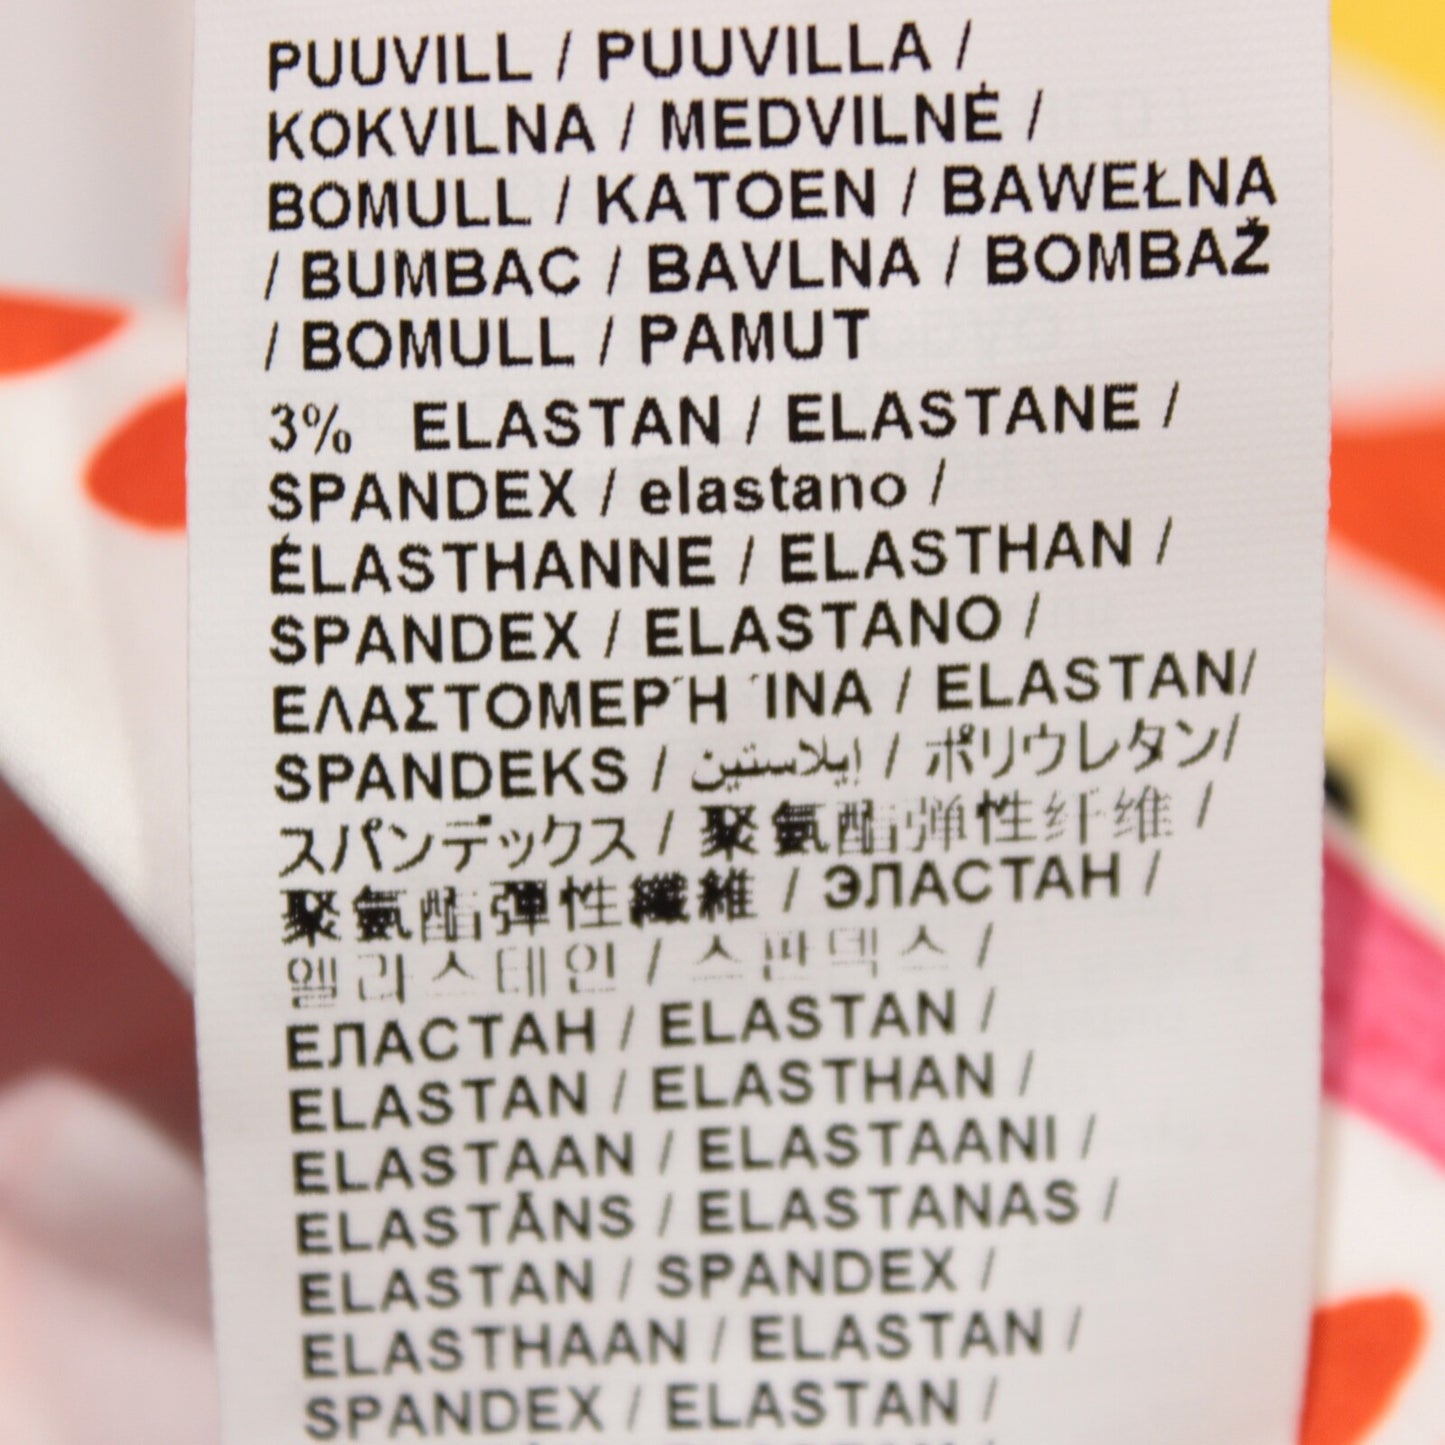 PUUVILL / PUUVILLA /
KOKVILNA / MEDVILNĖ /
BOMULL / KATOEN / BAWEŁNA
/ BUMBAC / BAVLNA / BOMBAŽ
/ BOMULL / PAMUT
3% ELASTAN / ELASTANE /
SPANDEX / elastano /
ÉLASTHANNE / ELASTHAN /
SPANDEX / ELASTANO /
ΕΛΑΣΤΟΜΕΡ΄Η ΄ΙΝΑ / ELASTAN/
SPANDEKS / إيلاستين / ポリウレタン/
スパンデックス / 聚氨酯弹性纤维 /
聚氨酯彈性纖維 / ЭЛАСТАН /
엘라스테인 / 스판덱스 /
ЕЛАСТАН / ELASTAN /
ELASTAN / ELASTHAN /
ELASTAAN / ELASTAANI /
ELASTĀNS / ELASTANAS /
ELASTAN / SPANDEX /
ELASTHAAN / ELASTAN /
SPANDEX / ELASTAN /